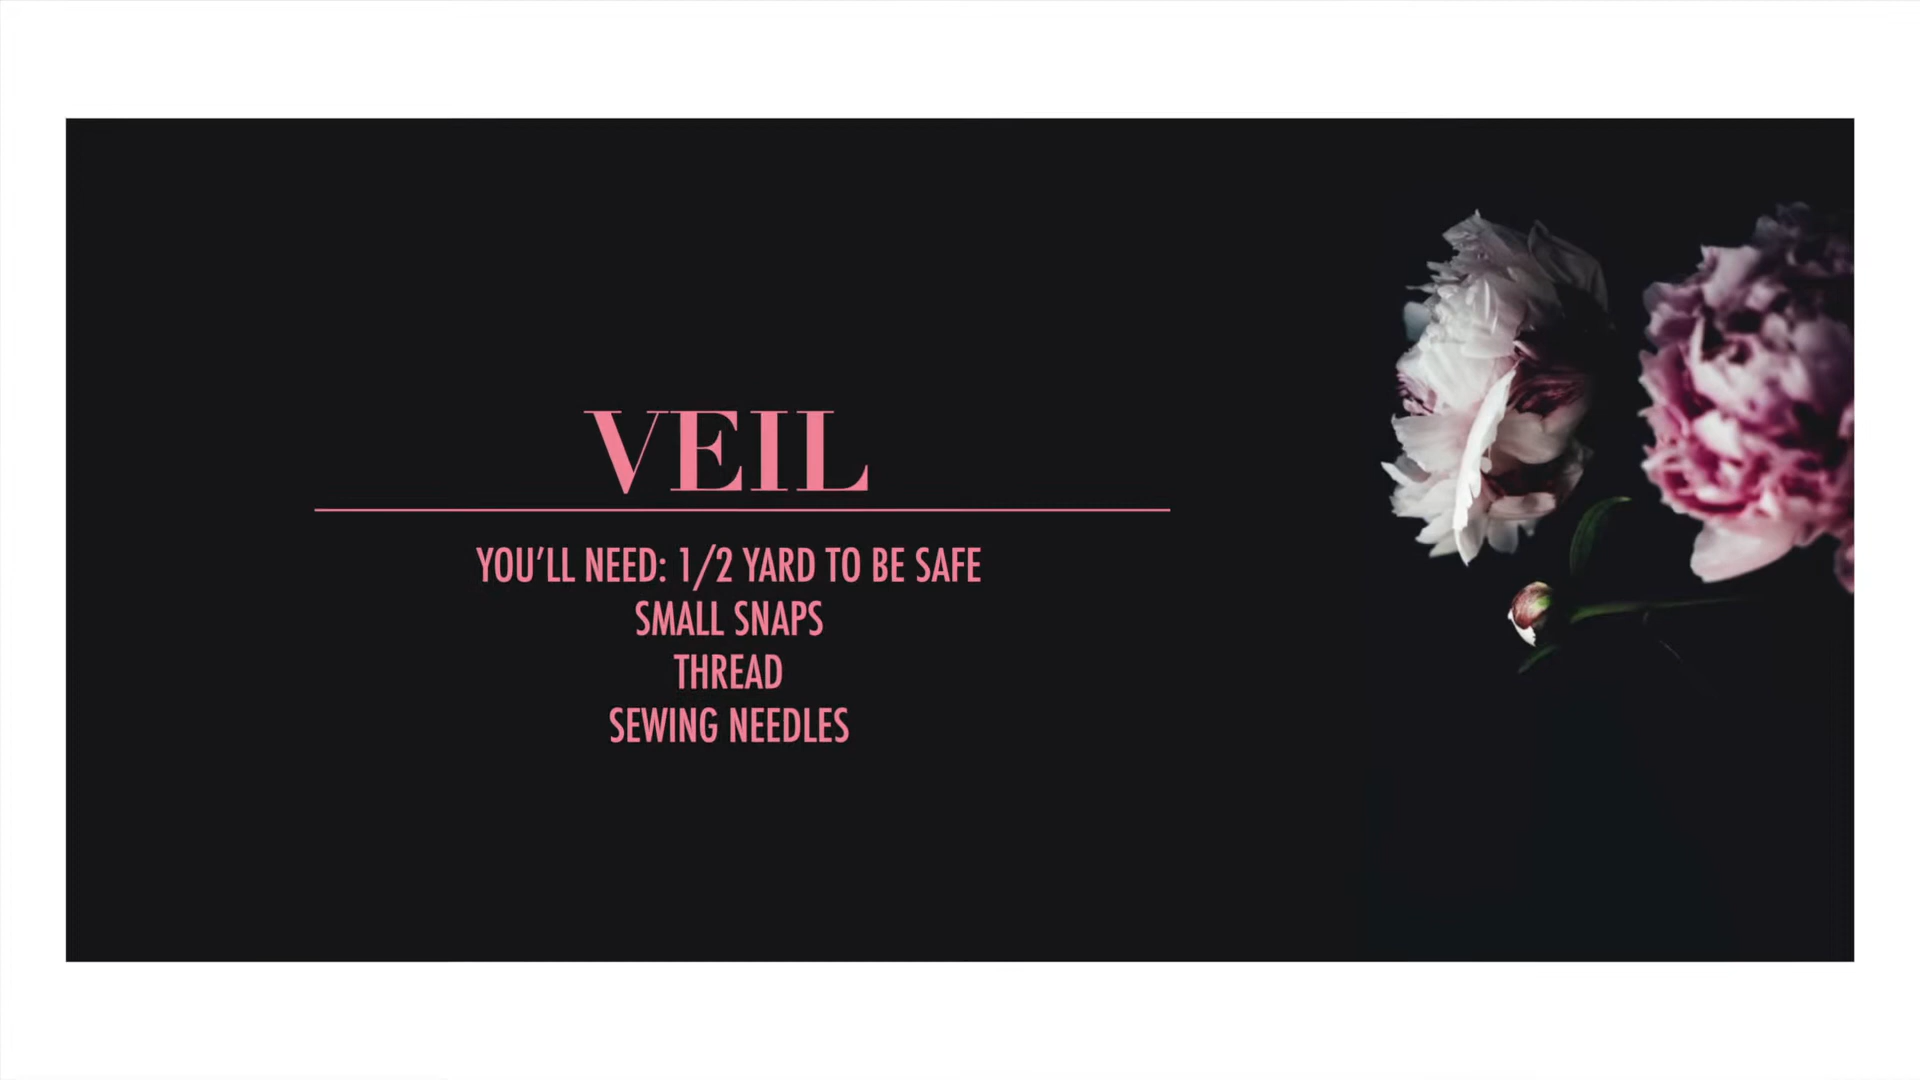 VEIL
YOU'LL NEED: 1/2 YARD TO BE SAFE
SMALL SNAPS
THREAD
SEWING NEEDLES